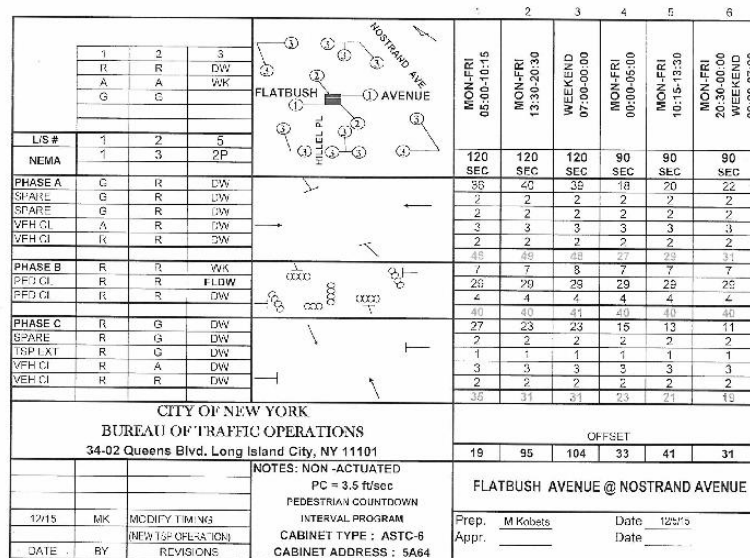 1 2 3 4 5 6
1 2 3
R R DW
A A WK
G G
NOSTRAND AVE
FLATBUSH AVENUE
HILLEL PL
MON-FRI 05:00-10:15
MON-FRI 13:30-20:30
WEEKEND 07:00-00:00
MON-FRI 00:00-05:00
MON-FRI 10:15-13:30
MON-FRI 20:30-00:00 WEEKEND
L/S # 1 2 5
NEMA 1 3 2P
120 SEC 120 SEC 120 SEC 90 SEC 90 SEC 90 SEC
PHASE A G R DW 36 40 39 18 20 22
SPARE G R DW 2 2 2 2 2 2
SPARE G R DW 2 2 2 2 2 2
VEH CL A R DW 3 3 3 3 3 3
VEH CL R R DW 2 2 2 2 2 2
49 48 27 29 31
PHASE B R R WK 7 7 8 7 7 7
PED CL R R FLDW 29 29 29 29 29 29
PED CL R R DW 4 4 4 4 4 4
40 40 41 40 40 40
PHASE C R G DW 27 23 23 15 13 11
SPARE R G DW 2 2 2 2 2 2
TSP EXT R G DW 1 1 1 1 1 1
VEH CL R A DW 3 3 3 3 3 3
VEH CL R R DW 2 2 2 2 2 2
35 31 31 23 21 19
CITY OF NEW YORK
BUREAU OF TRAFFIC OPERATIONS
34-02 Queens Blvd. Long Island City, NY 11101
OFFSET
19 95 104 33 41 31
NOTES: NON -ACTUATED
PC = 3.5 ft/sec
PEDESTRIAN COUNTDOWN
INTERVAL PROGRAM
CABINET TYPE : ASTC-6
CABINET ADDRESS : 5A64
FLATBUSH AVENUE @ NOSTRAND AVENUE
12/15 MK MODIFY TIMING
(NEW TSP OPERATION)
DATE BY REVISIONS
Prep. M Kobets Date 12/5/15
Appr. Date